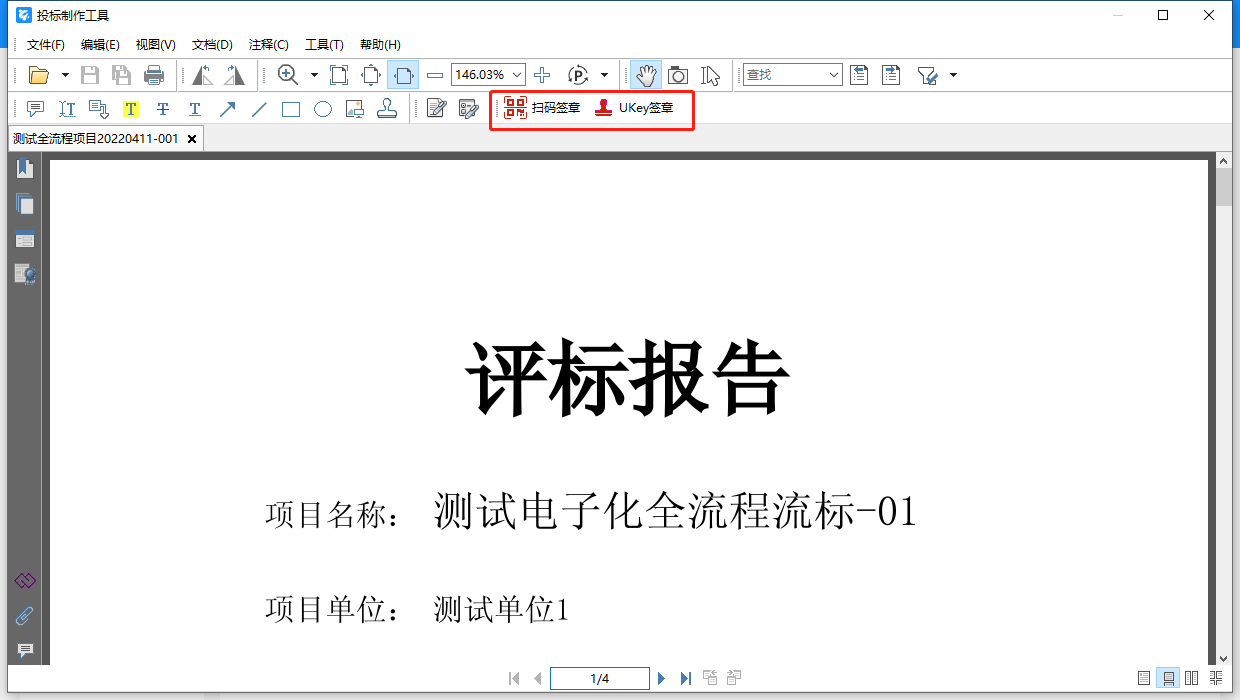 投标制作工具
文件(F) 编辑(E) 视图(V) 文档(D) 注释(C) 工具(T) 帮助(H)
146.03% 查找
扫码签章 UKey签章
测试全流程项目20220411-001
评标报告
项目名称： 测试电子化全流程流标-01
项目单位： 测试单位1
1/4